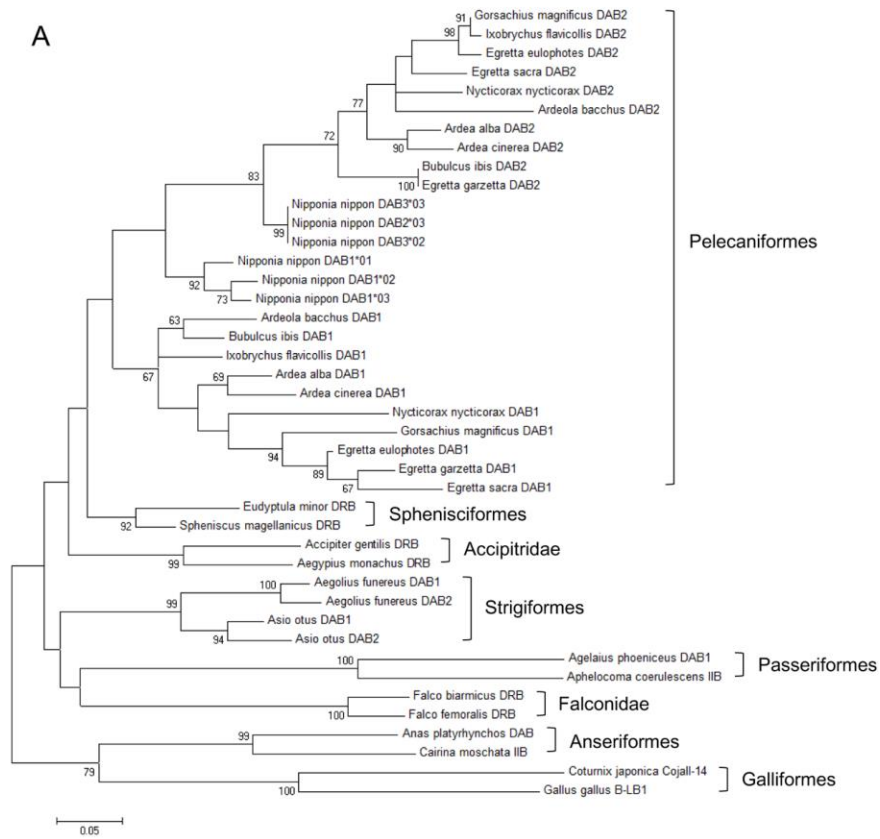 A
91
Gorsachius magnificus DAB2
98
Ixobrychus flavicollis DAB2
Egretta eulophotes DAB2
Egretta sacra DAB2
77
Nycticorax nycticorax DAB2
Ardeola bacchus DAB2
72
Ardea alba DAB2
90
Ardea cinerea DAB2
83
Bubulcus ibis DAB2
100
Egretta garzetta DAB2
Nipponia nippon DAB3*03
Nipponia nippon DAB2*03
99
Nipponia nippon DAB3*02
Pelecaniformes
Nipponia nippon DAB1*01
92
Nipponia nippon DAB1*02
73
Nipponia nippon DAB1*03
63
Ardeola bacchus DAB1
Bubulcus ibis DAB1
Ixobrychus flavicollis DAB1
67
69
Ardea alba DAB1
Ardea cinerea DAB1
Nycticorax nycticorax DAB1
Gorsachius magnificus DAB1
94
Egretta eulophotes DAB1
89
Egretta garzetta DAB1
67
Egretta sacra DAB1
Eudyptula minor DRB
92
Spheniscus magellanicus DRB
Sphenisciformes
Accipiter gentilis DRB
99
Aegypius monachus DRB
Accipitridae
100
Aegolius funereus DAB1
99
Aegolius funereus DAB2
Strigiformes
Asio otus DAB1
94
Asio otus DAB2
100
Agelaius phoeniceus DAB1
Aphelocoma coerulescens IIB
Passeriformes
Falco biarmicus DRB
100
Falco femoralis DRB
Falconidae
99
Anas platyrhynchos DAB
Cairina moschata IIB
Anseriformes
79
Coturnix japonica Cojall-14
100
Gallus gallus B-LB1
Galliformes
0.05